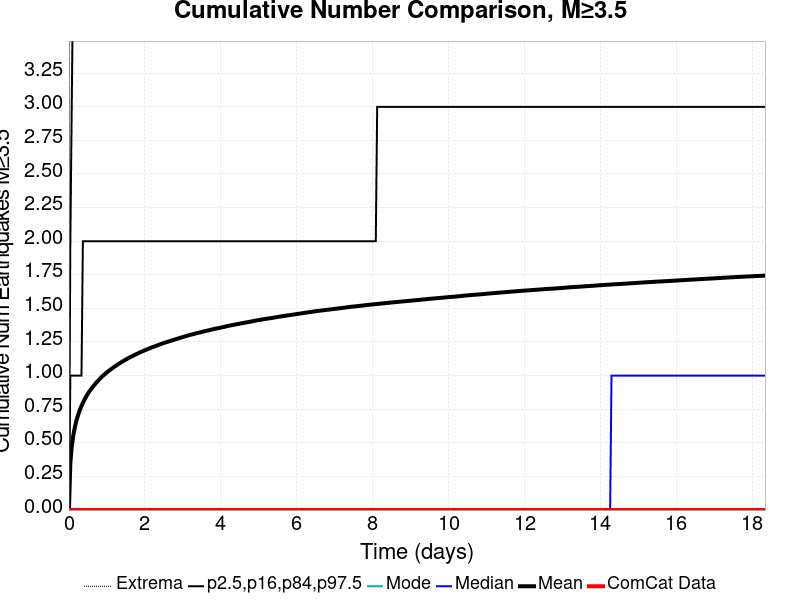 Cumulative Number Comparison, M≥3.5
Cumulative Num Earthquakes M≥3.5
3.25
3.00
2.75
2.50
2.25
2.00
1.75
1.50
1.25
1.00
0.75
0.50
0.25
0.00
0 2 4 6 8 10 12 14 16 18
Time (days)
Extrema p2.5,p16,p84,p97.5 Mode Median Mean ComCat Data